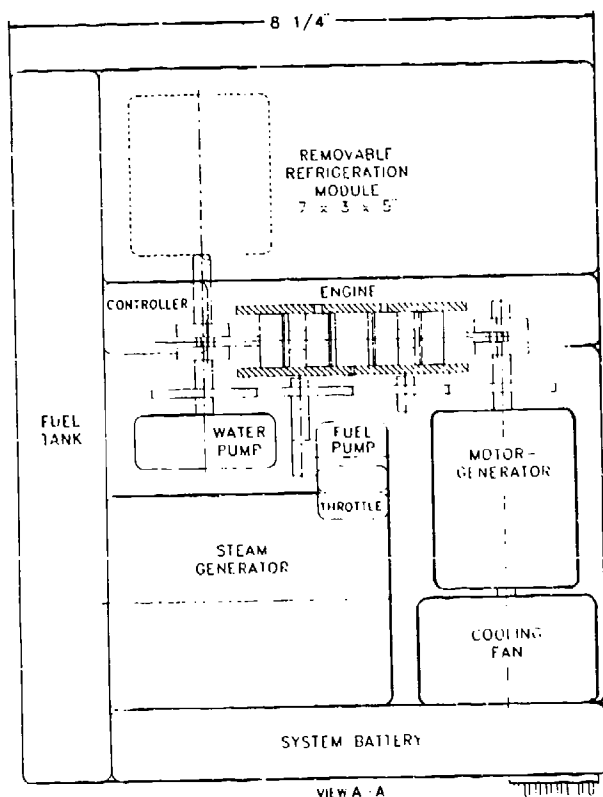 8 1/4"
REMOVABLE
REFRIGERATION
MODULE
7 x 3 x 5"
ENGINE
CONTROLLER
FUEL
TANK
WATER
PUMP
FUEL
PUMP
MOTOR-
GENERATOR
THROTTLE
STEAM
GENERATOR
COOLING
FAN
SYSTEM BATTERY
VIEW A-A